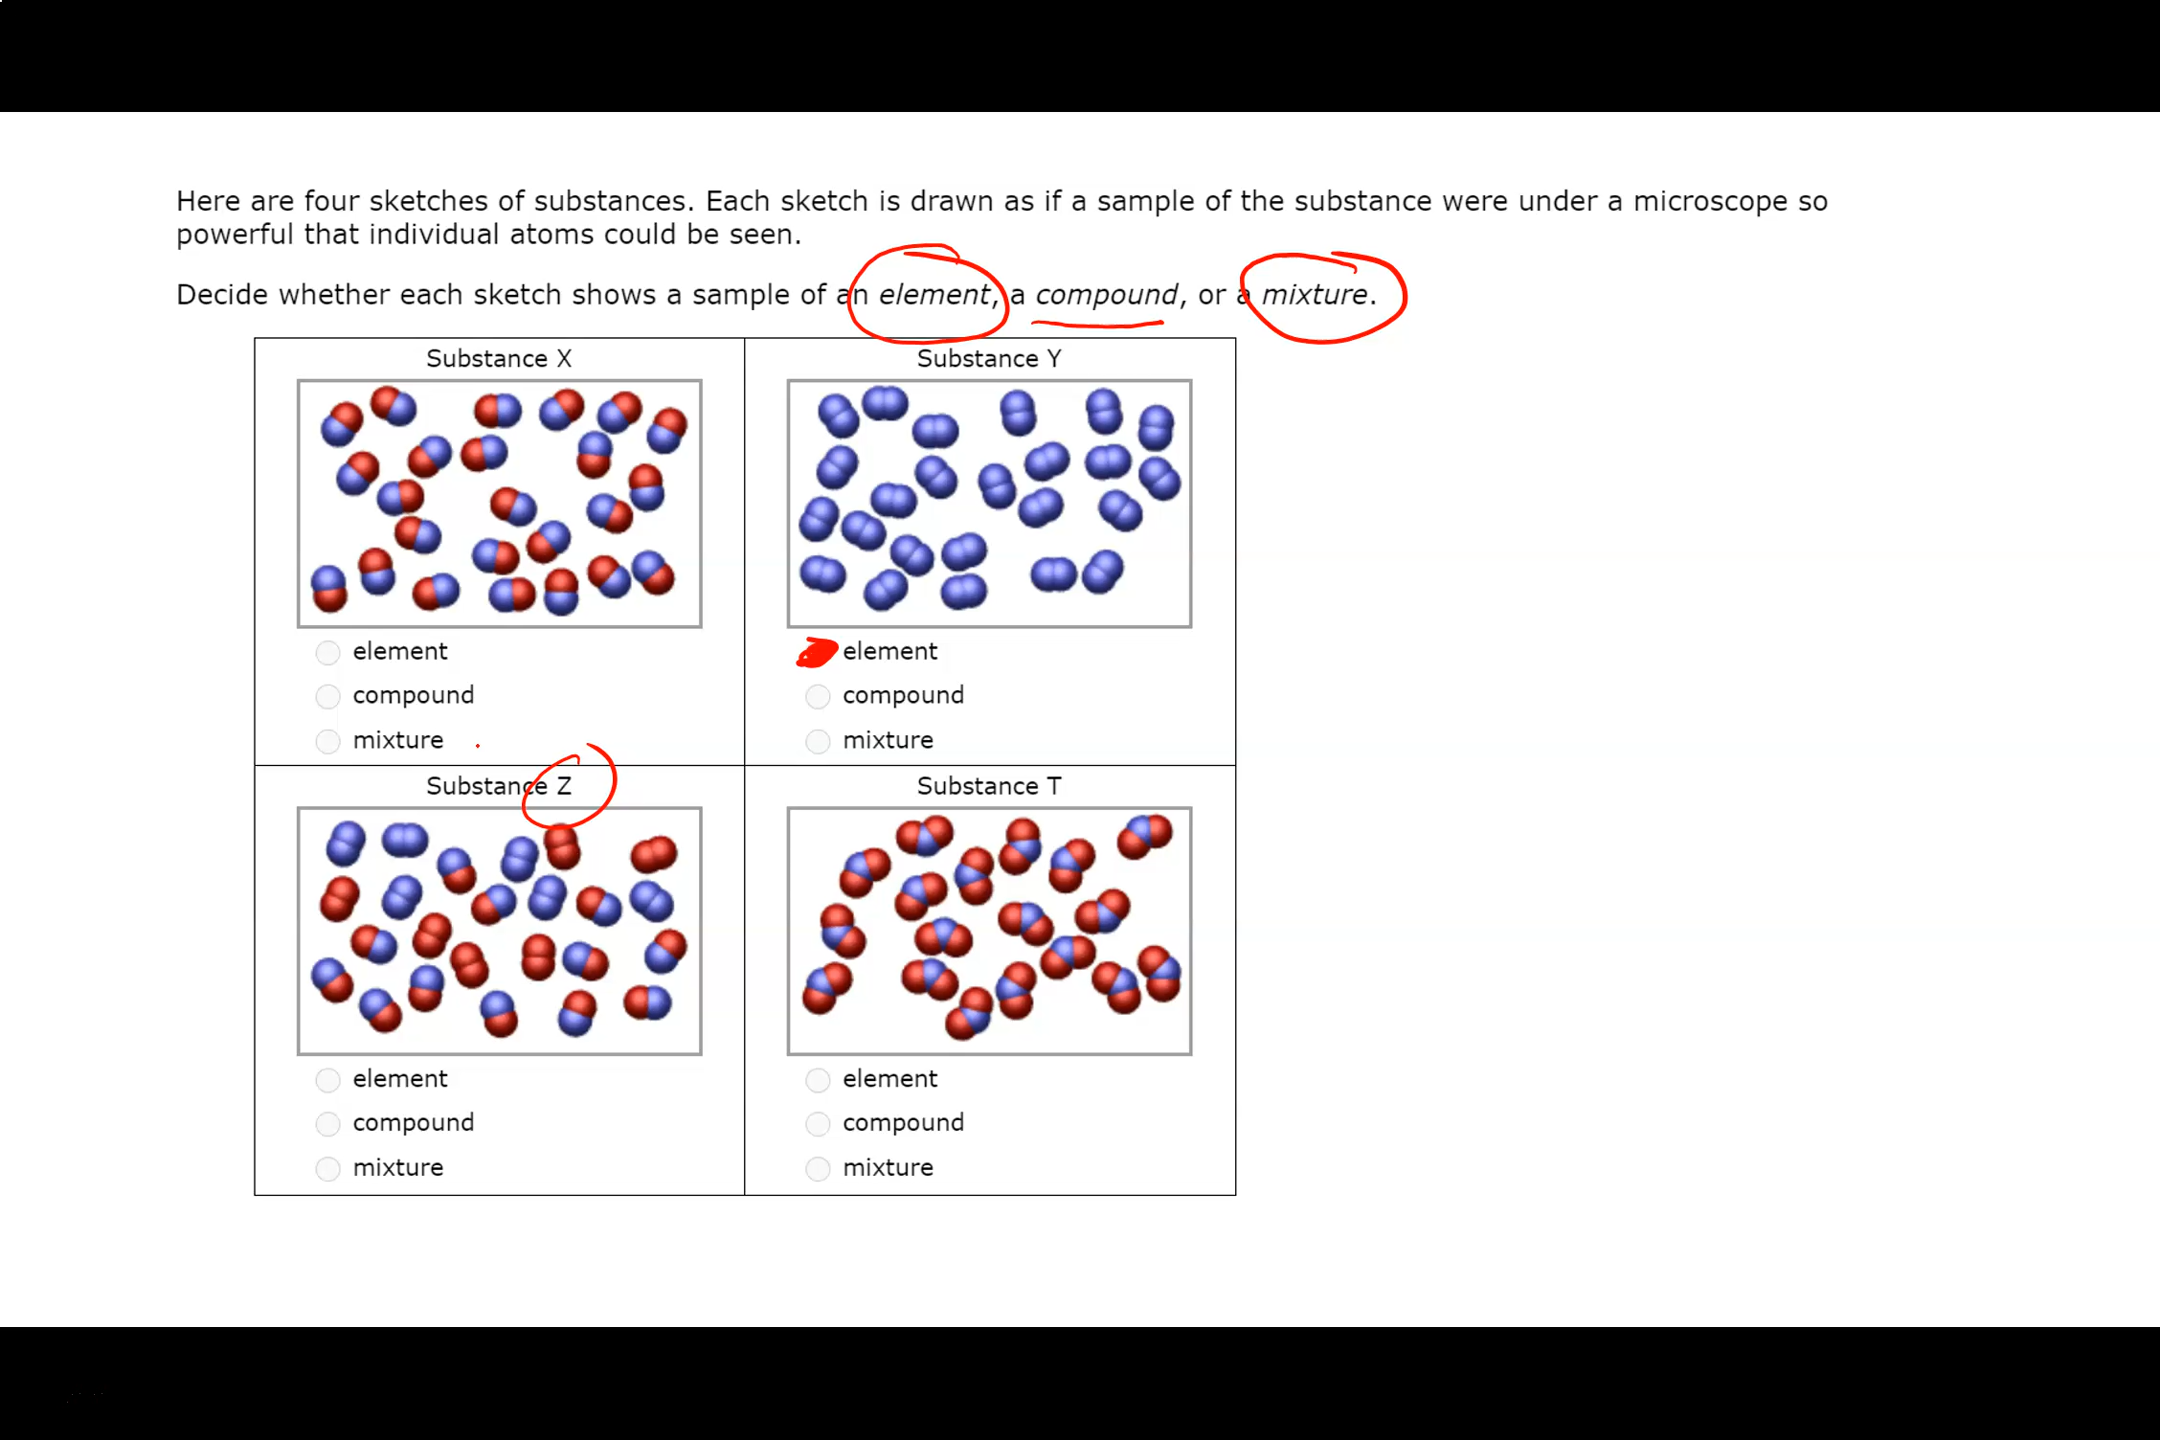 Here are four sketches of substances. Each sketch is drawn as if a sample of the substance were under a microscope so
powerful that individual atoms could be seen.
Decide whether each sketch shows a sample of an element, a compound, or a mixture.
Substance X
element
compound
mixture
Substance Y
element
compound
mixture
Substance Z
element
compound
mixture
Substance T
element
compound
mixture